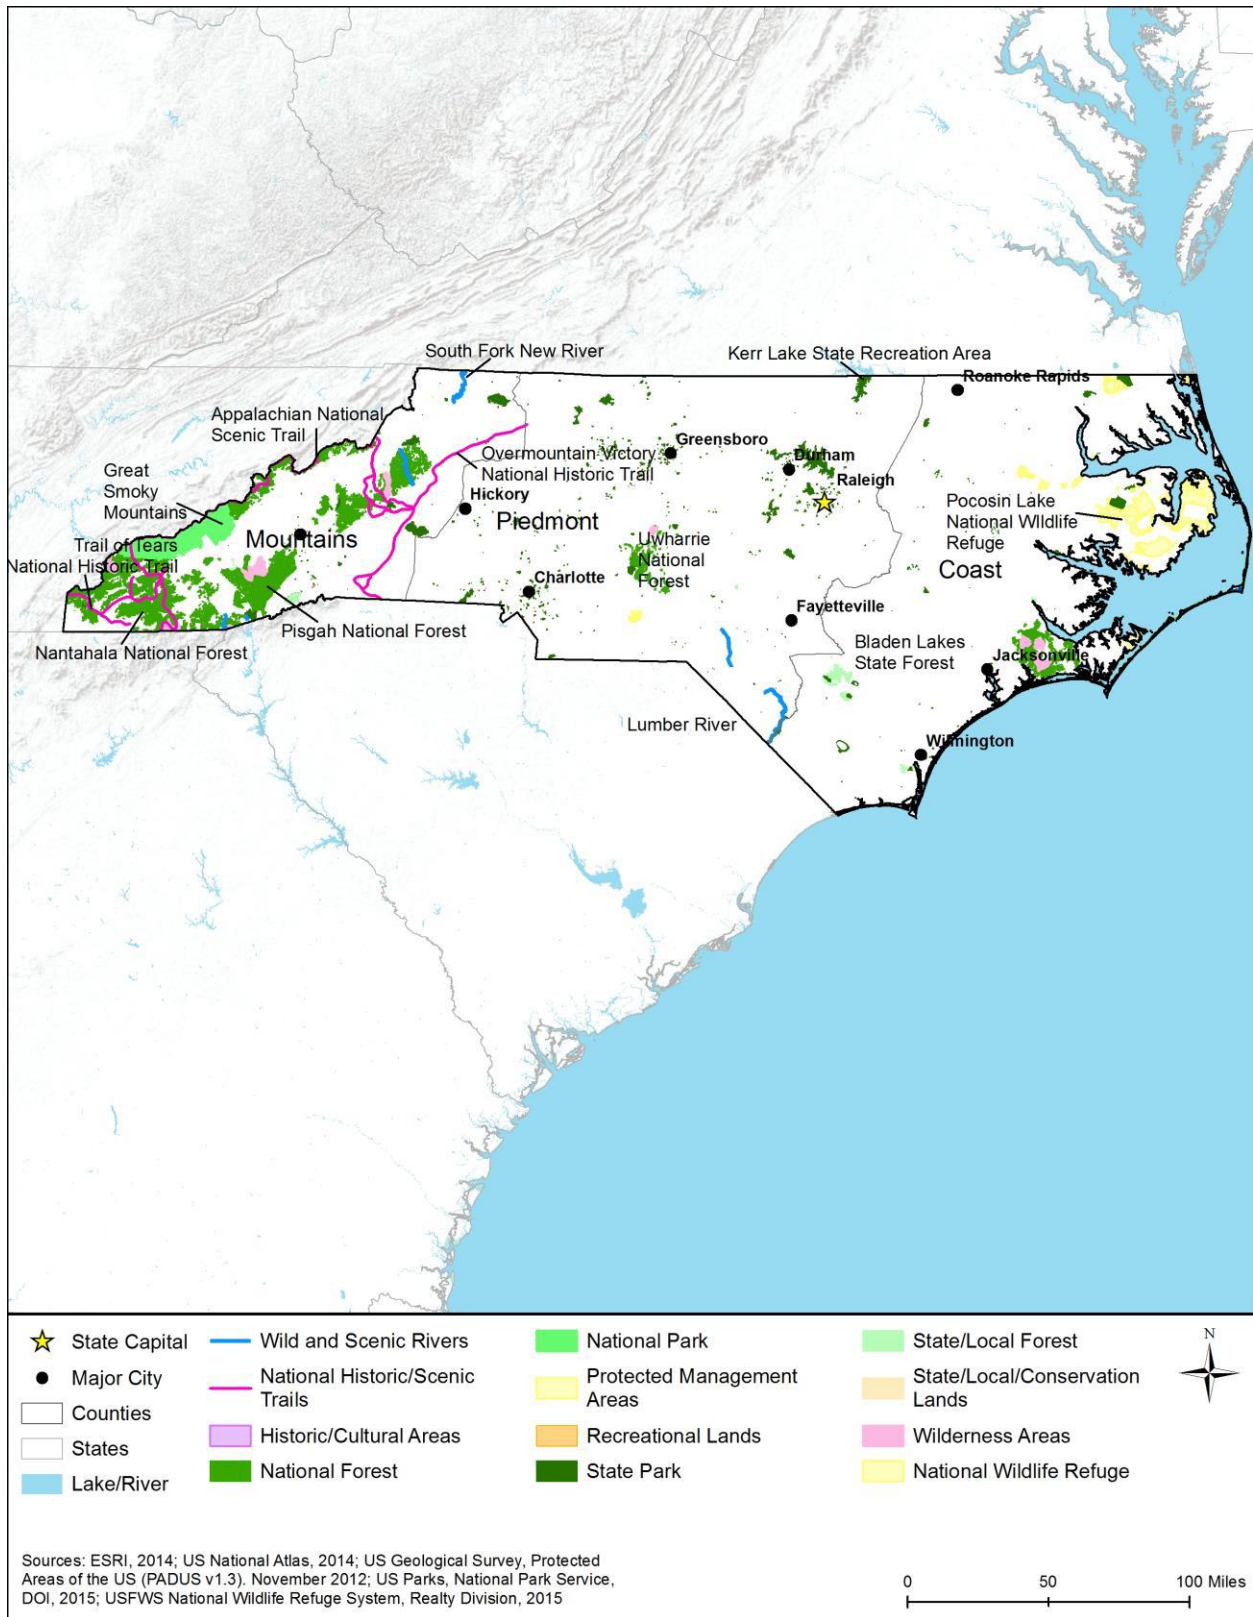 South Fork New River
Kerr Lake State Recreation Area
Roanoke Rapids
Appalachian National
Scenic Trail
Greensboro
Overmountain Victory
National Historic Trail
Durham
Raleigh
Great
Smoky
Mountains
Hickory
Piedmont
Pocosin Lake
National WIldlife
Refuge
Mountains
Trail of Tears
National Historic Trail
Uwharrie
National
Forest
Coast
Charlotte
Fayetteville
Pisgah National Forest
Nantahala National Forest
Bladen Lakes
State Forest
Jacksonville
Lumber River
Wilmington
State Capital
Major City
Counties
States
Lake/River
Wild and Scenic Rivers
National Historic/Scenic
Trails
Historic/Cultural Areas
National Forest
National Park
Protected Management
Areas
Recreational Lands
State Park
State/Local Forest
State/Local/Conservation
Lands
Wilderness Areas
National Wildlife Refuge
N
Sources: ESRI, 2014; US National Atlas, 2014; US Geological Survey, Protected
Areas of the US (PADUS v1.3). November 2012; US Parks, National Park Service,
DOI, 2015; USFWS National Wildlife Refuge System, Realty Division, 2015
0 50 100 Miles